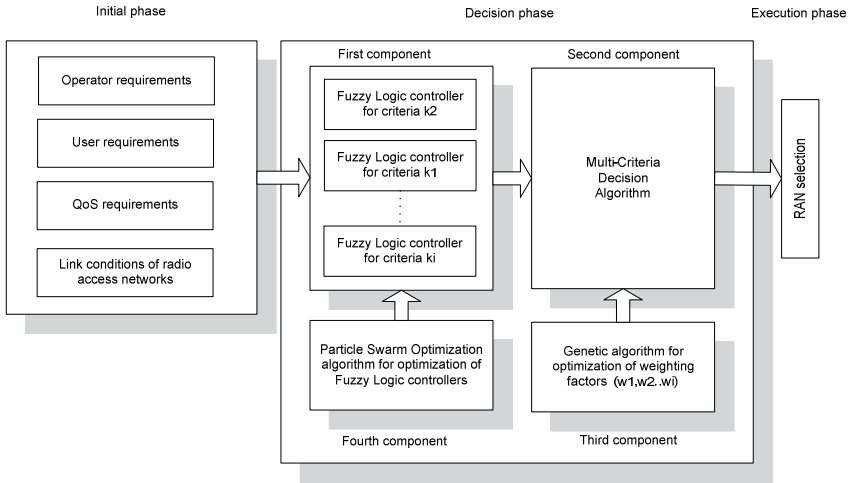 Initial phase
Decision phase
Execution phase
Operator requirements
User requirements
QoS requirements
Link conditions of radio
access networks
First component
Fuzzy Logic controller
for criteria k2
Fuzzy Logic controller
for criteria k1
Fuzzy Logic controller
for criteria ki
Second component
Multi-Criteria
Decision
Algorithm
RAN selection
Particle Swarm Optimization
algorithm for optimization of
Fuzzy Logic controllers
Fourth component
Genetic algorithm for
optimization of weighting
factors (w1,w2..wi)
Third component